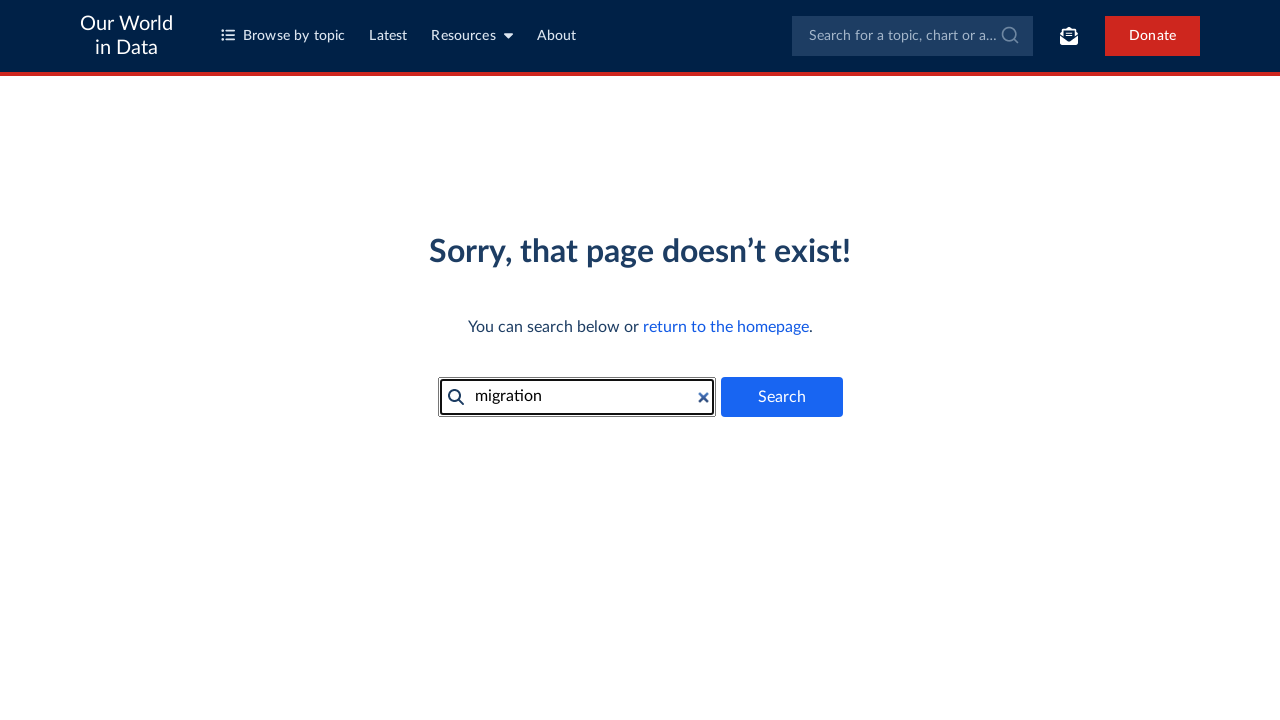 Our World
in Data
Browse by topic
Latest
Resources
About
Search for a topic, chart or a...
Donate
Sorry, that page doesn’t exist!
You can search below or return to the homepage.
migration
Search